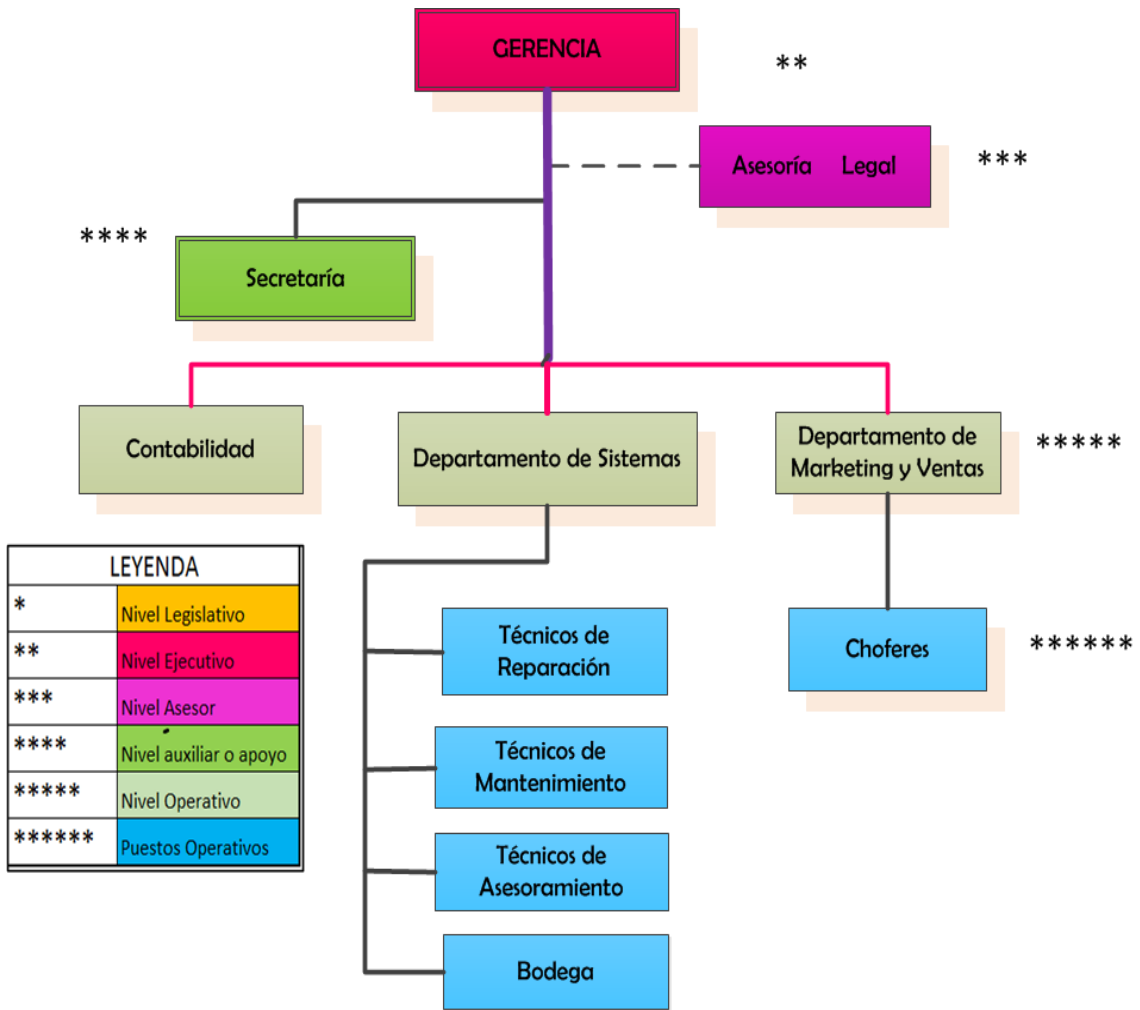 GERENCIA
**
Asesoría Legal
***
****
Secretaría
Contabilidad
Departamento de Sistemas
Departamento de
Marketing y Ventas
*****
LEYENDA
* Nivel Legislativo
** Nivel Ejecutivo
*** Nivel Asesor
**** Nivel auxiliar o apoyo
***** Nivel Operativo
****** Puestos Operativos
Técnicos de
Reparación
Choferes
******
Técnicos de
Mantenimiento
Técnicos de
Asesoramiento
Bodega